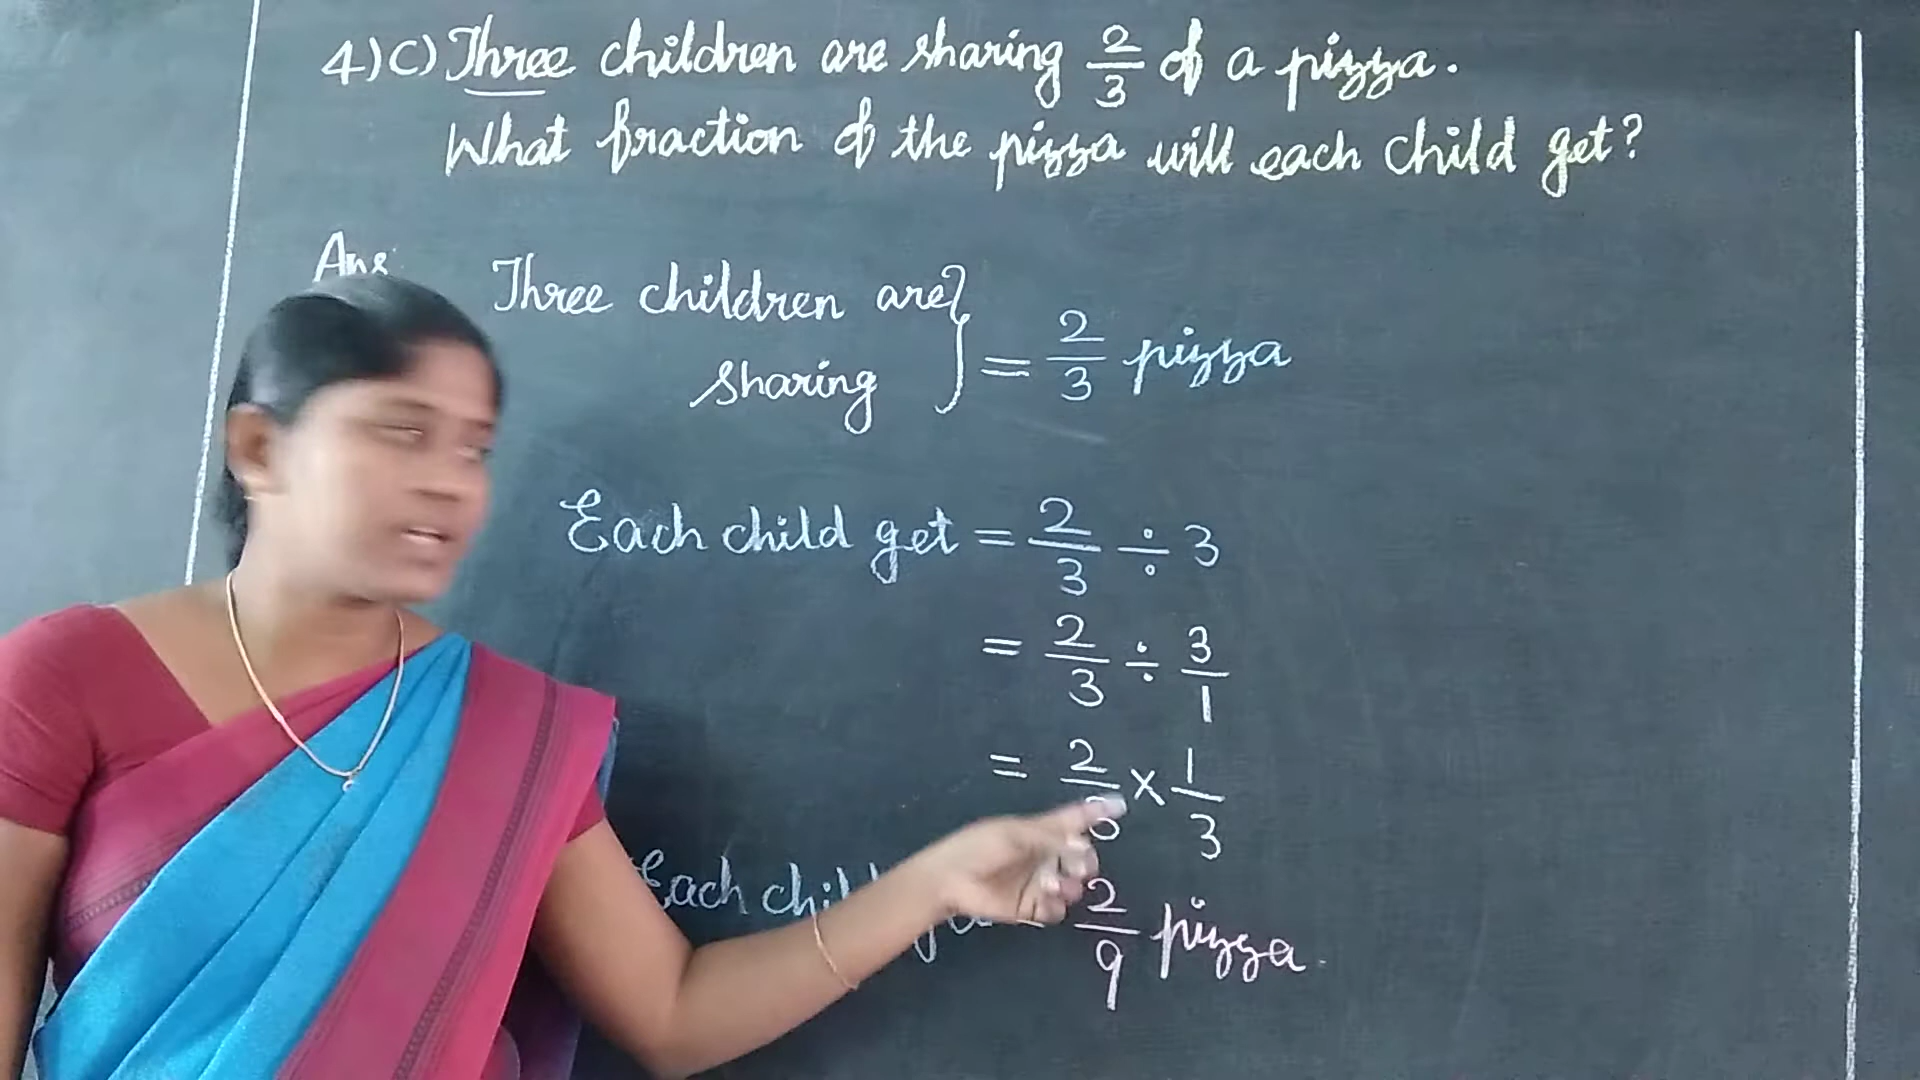 4)C) Three children are sharing 2/3 of a pizza.
What fraction of the pizza will each child get?
Ans
Three children are
sharing } = 2/3 pizza
Each child get = 2/3 ÷ 3
= 2/3 ÷ 3/1
= 2/3 × 1/3
Each = 2/9 pizza.